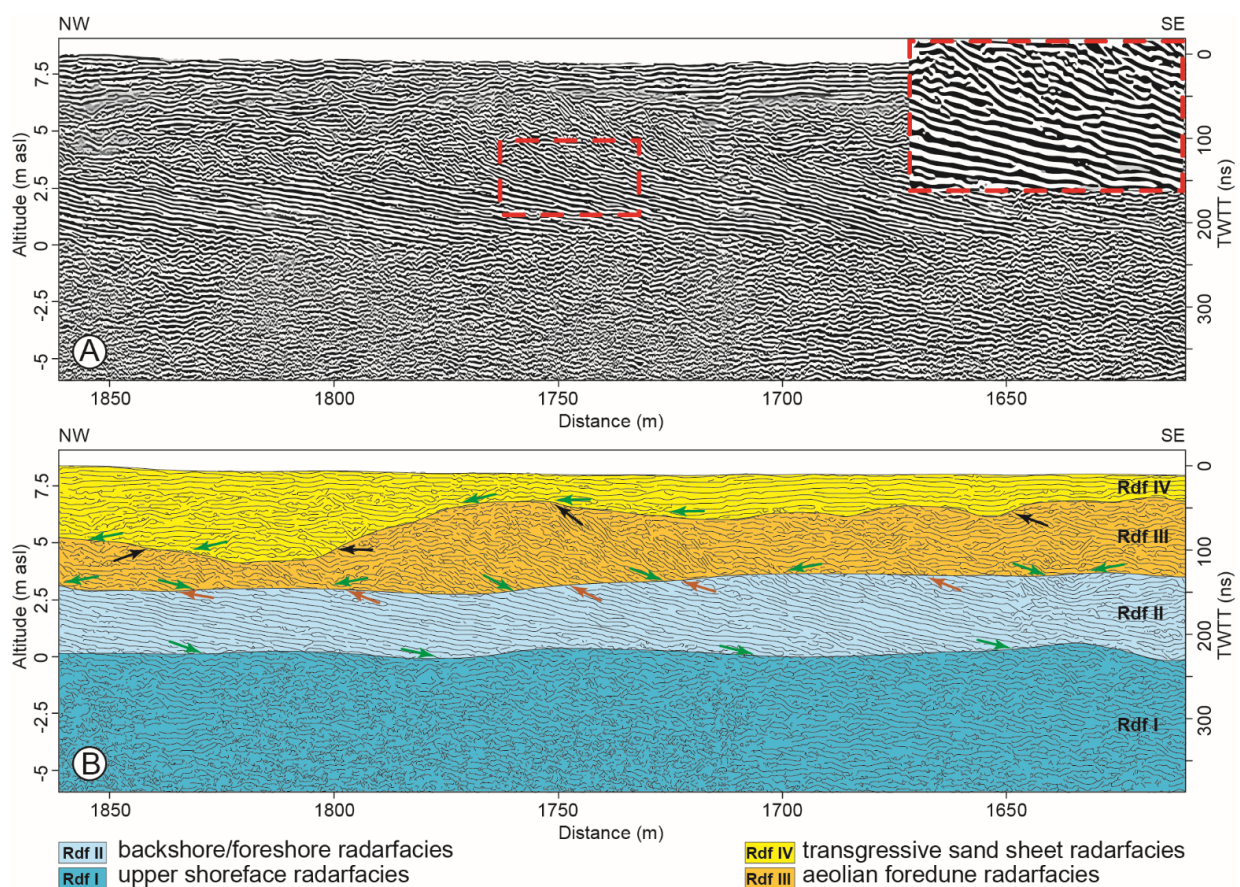 NW SE
7.5
5
2.5
0
-2.5
-5
Altitude (m asl)
0
100
200
300
TWTT (ns)
A
1850 1800 1750 1700 1650
Distance (m)
NW SE
7.5
5
2.5
0
-2.5
-5
Altitude (m asl)
0
100
200
300
TWTT (ns)
Rdf IV
Rdf III
Rdf II
Rdf I
B
1850 1800 1750 1700 1650
Distance (m)
Rdf II backshore/foreshore radarfacies
Rdf I upper shoreface radarfacies
Rdf IV transgressive sand sheet radarfacies
Rdf III aeolian foredune radarfacies